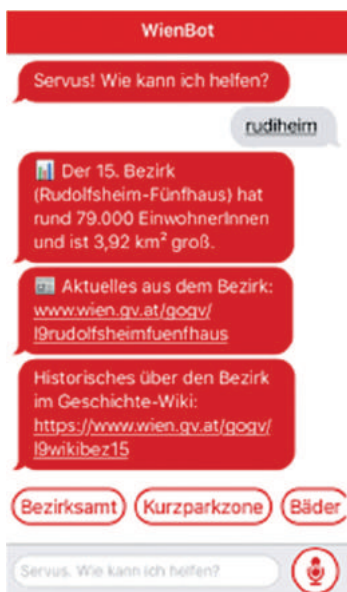 WienBot
Servus! Wie kann ich helfen?
rudiheim
Der 15. Bezirk
(Rudolfsheim-Fünfhaus) hat
rund 79.000 EinwohnerInnen
und ist 3,92 km² groß.
Aktuelles aus dem Bezirk:
www.wien.gv.at/gogv/
l9rudolfsheimfuenfhaus
Historisches über den Bezirk
im Geschichte-Wiki:
https://www.wien.gv.at/gogv/
l9wikibez15
Bezirksamt Kurzparkzone Bäder
Servus. Wie kann ich helfen?